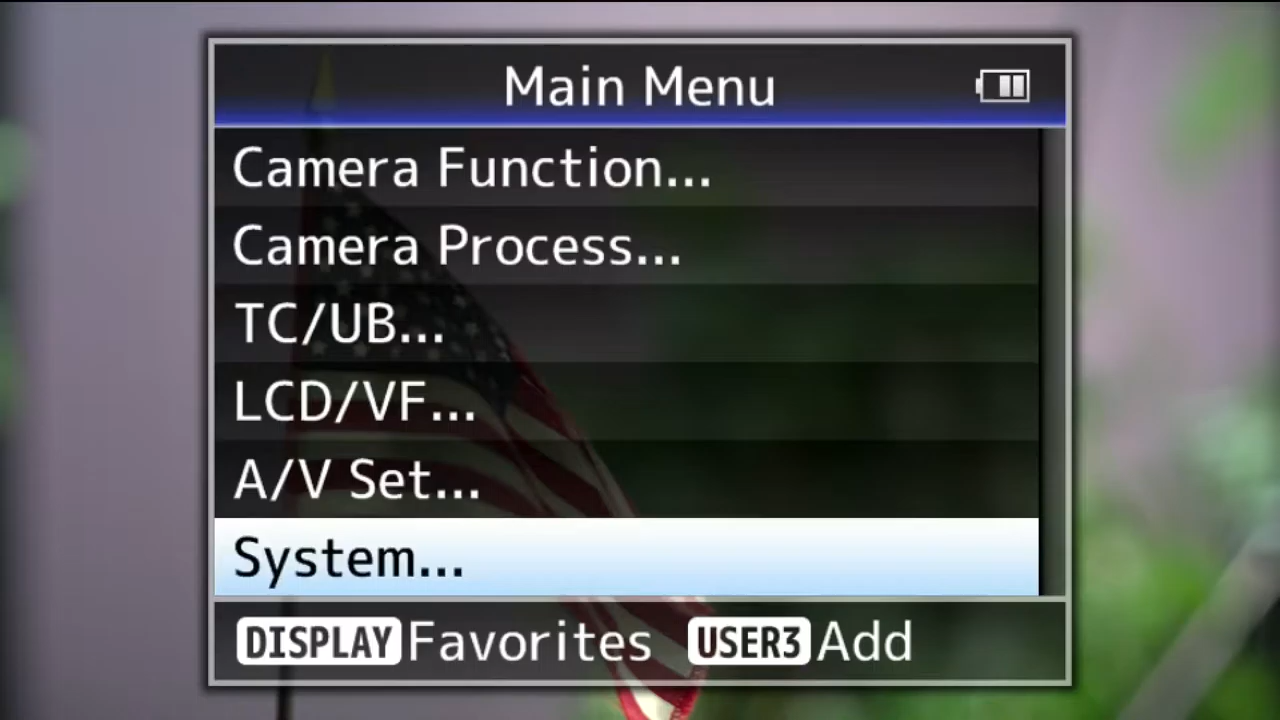 Main Menu
Camera Function...
Camera Process...
TC/UB...
LCD/VF...
A/V Set...
System...
DISPLAY Favorites USER3 Add